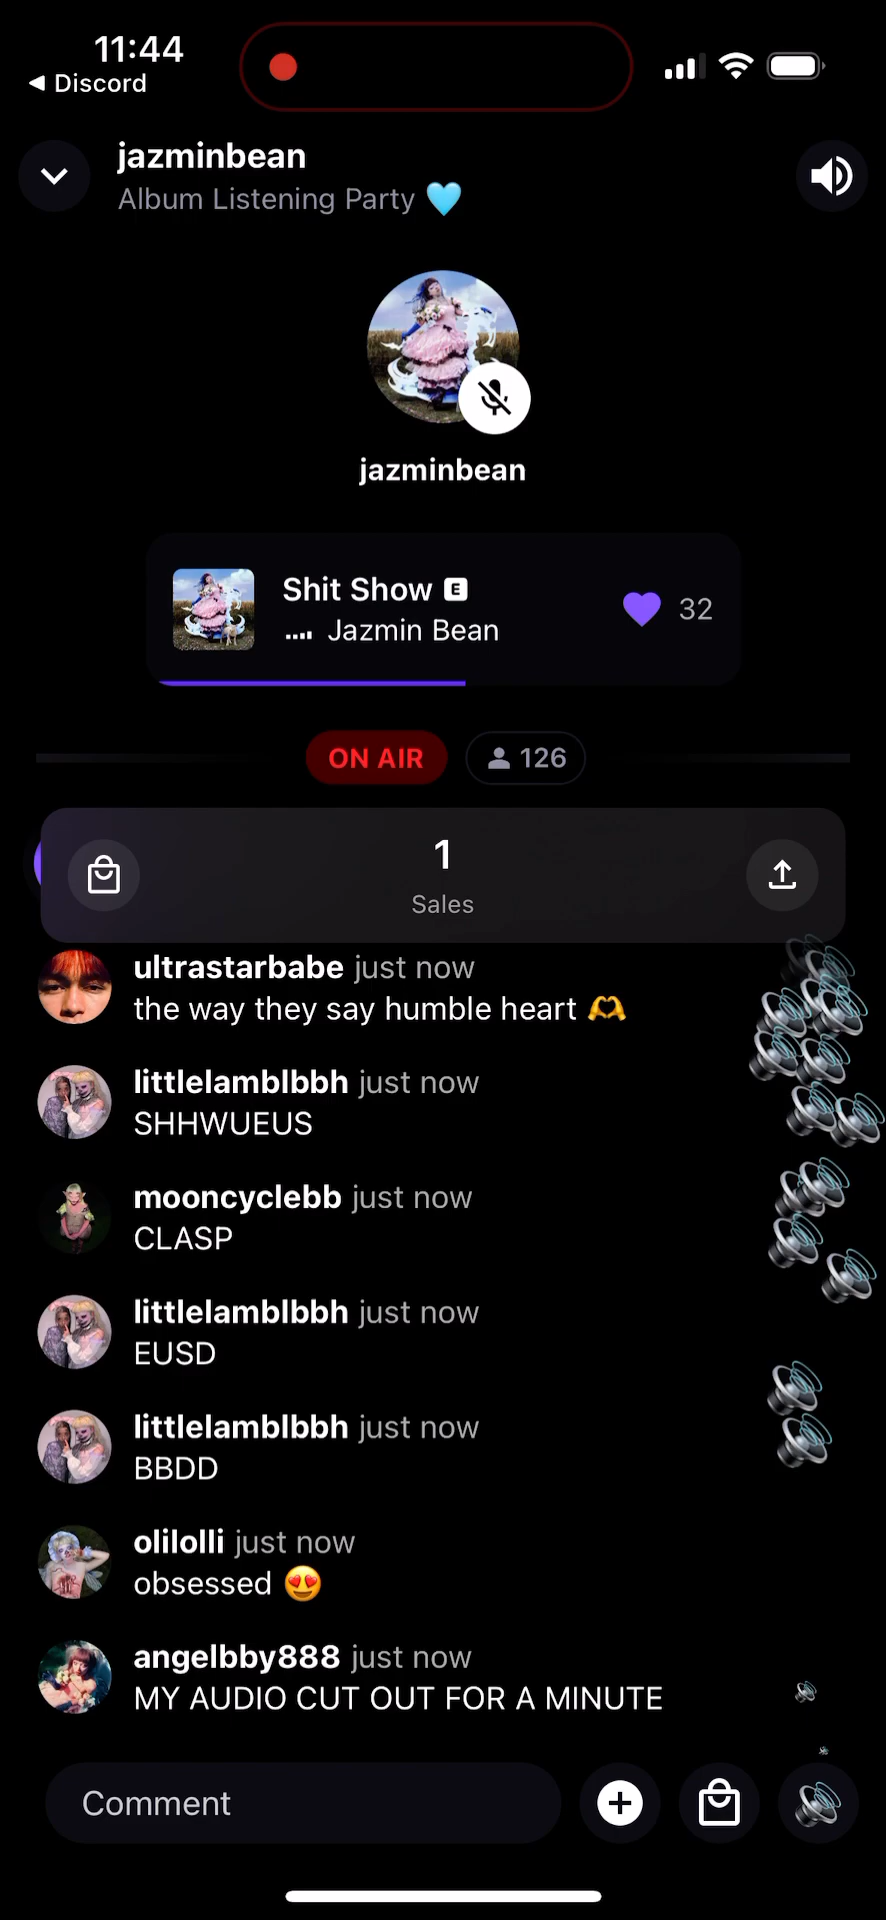 11:44
Discord
jazminbean
Album Listening Party 🩵
jazminbean
Shit Show E
Jazmin Bean
32
ON AIR
126
1
Sales
ultrastarbabe just now
the way they say humble heart 🫶
littlelamblbbh just now
SHHWUEUS
mooncyclebb just now
CLASP
littlelamblbbh just now
EUSD
littlelamblbbh just now
BBDD
olilolli just now
obsessed 😍
angelbby888 just now
MY AUDIO CUT OUT FOR A MINUTE
Comment